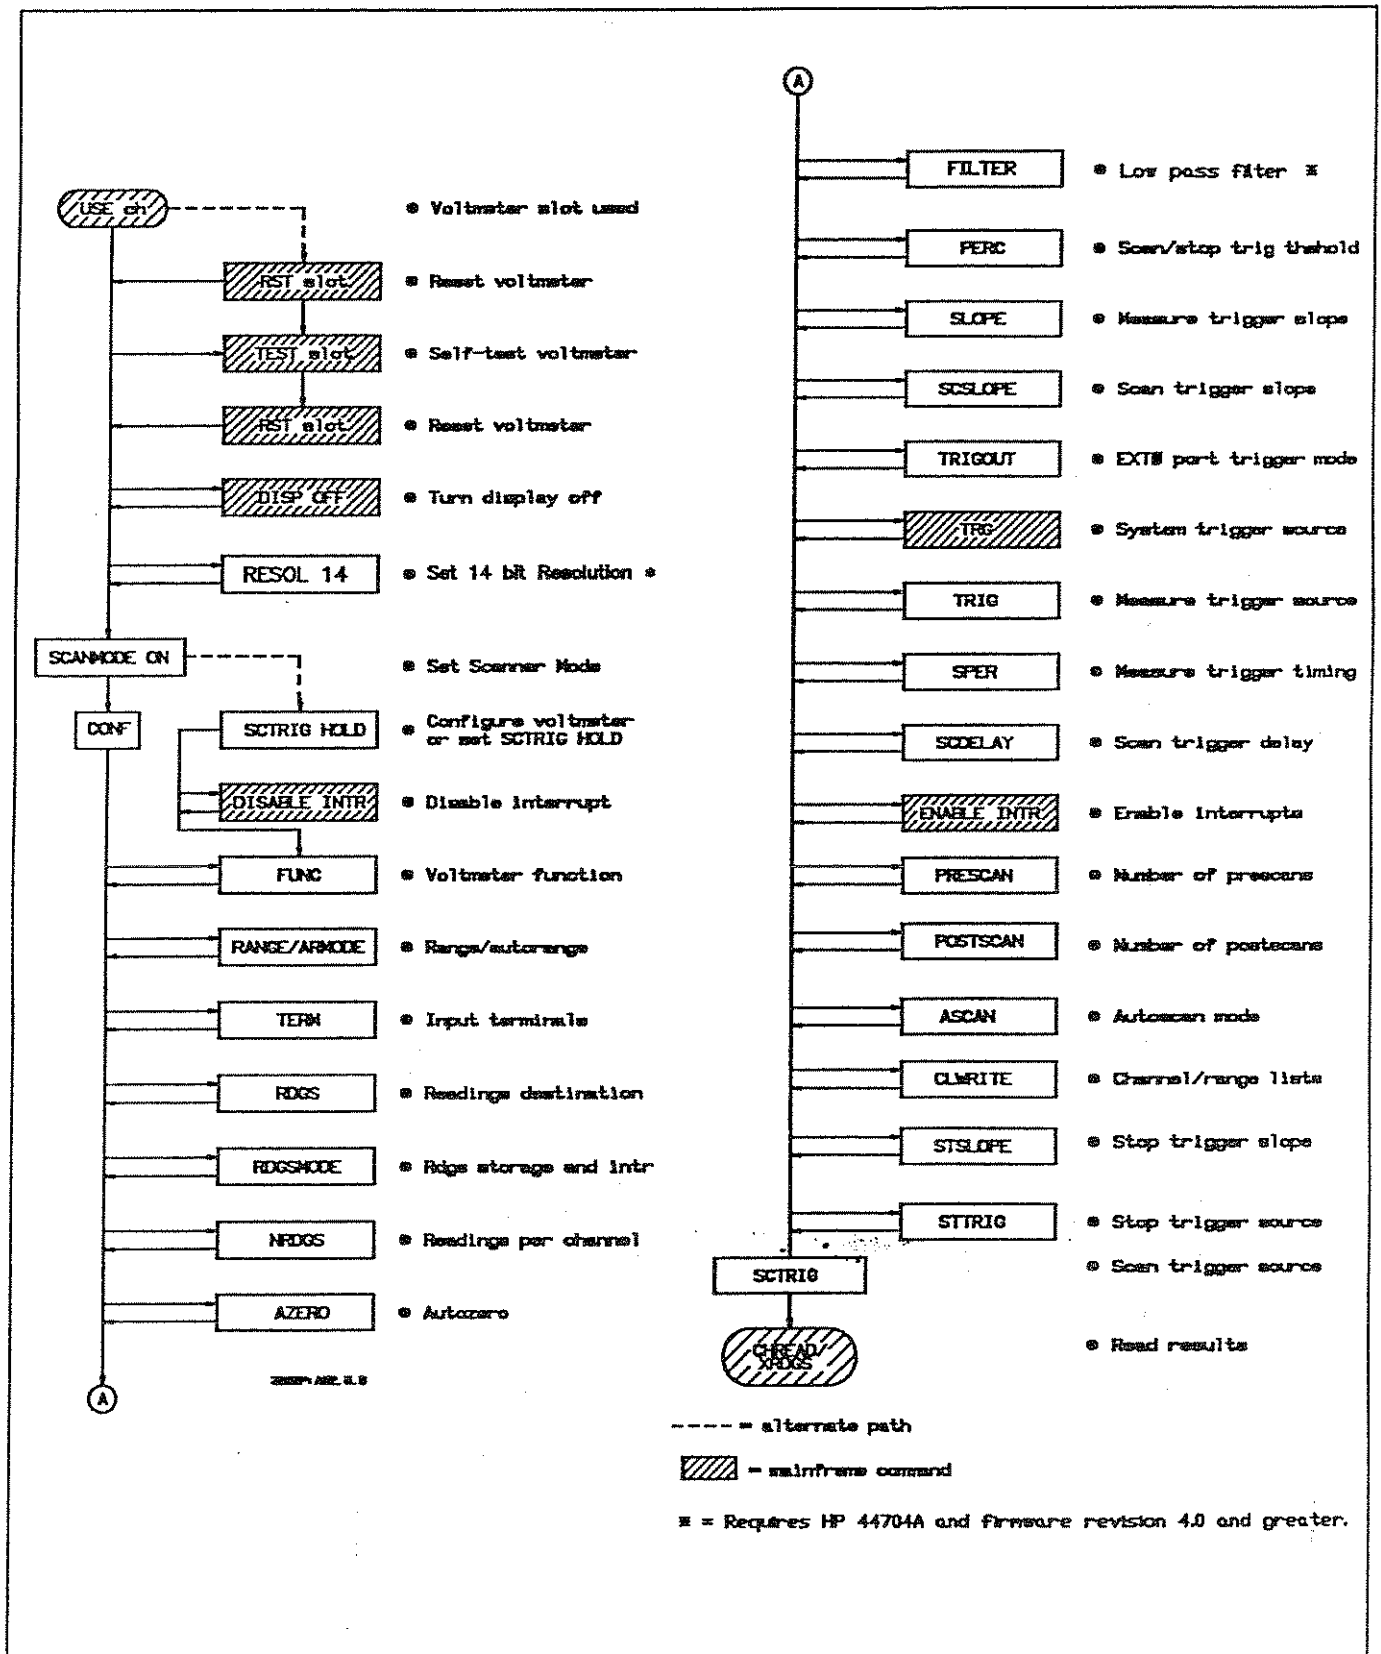 USE ch
● Voltmeter slot used
RST slot
● Reset voltmeter
TEST slot
● Self-test voltmeter
RST slot
● Reset voltmeter
DISP OFF
● Turn display off
RESOL 14
● Set 14 bit Resolution *
SCANMODE ON
● Set Scanner Mode
CONF
SCTRIG HOLD
● Configure voltmeter
or set SCTRIG HOLD
DISABLE INTR
● Disable interrupt
FUNC
● Voltmeter function
RANGE/ARMODE
● Range/autorange
TERM
● Input terminals
RDGS
● Readings destination
RDGSMODE
● Rdgs storage and intr
NRDGS
● Readings per channel
AZERO
● Autozero
A
A
FILTER
● Low pass filter *
PERC
● Scan/stop trig thshold
SLOPE
● Measure trigger slope
SCSLOPE
● Scan trigger slope
TRIGOUT
● EXT# port trigger mode
TRG
● System trigger source
TRIG
● Measure trigger source
SPER
● Measure trigger timing
SCDELAY
● Scan trigger delay
ENABLE INTR
● Enable interrupts
PRESCAN
● Number of prescans
POSTSCAN
● Number of postscans
ASCAN
● Autoscan mode
CLWRITE
● Channel/range lists
STSLOPE
● Stop trigger slope
STTRIG
● Stop trigger source
SCTRIG
● Scan trigger source
CHREAD/
XRDGS
● Read results
---- = alternate path
= mainframe command
* = Requires HP 44704A and firmware revision 4.0 and greater.